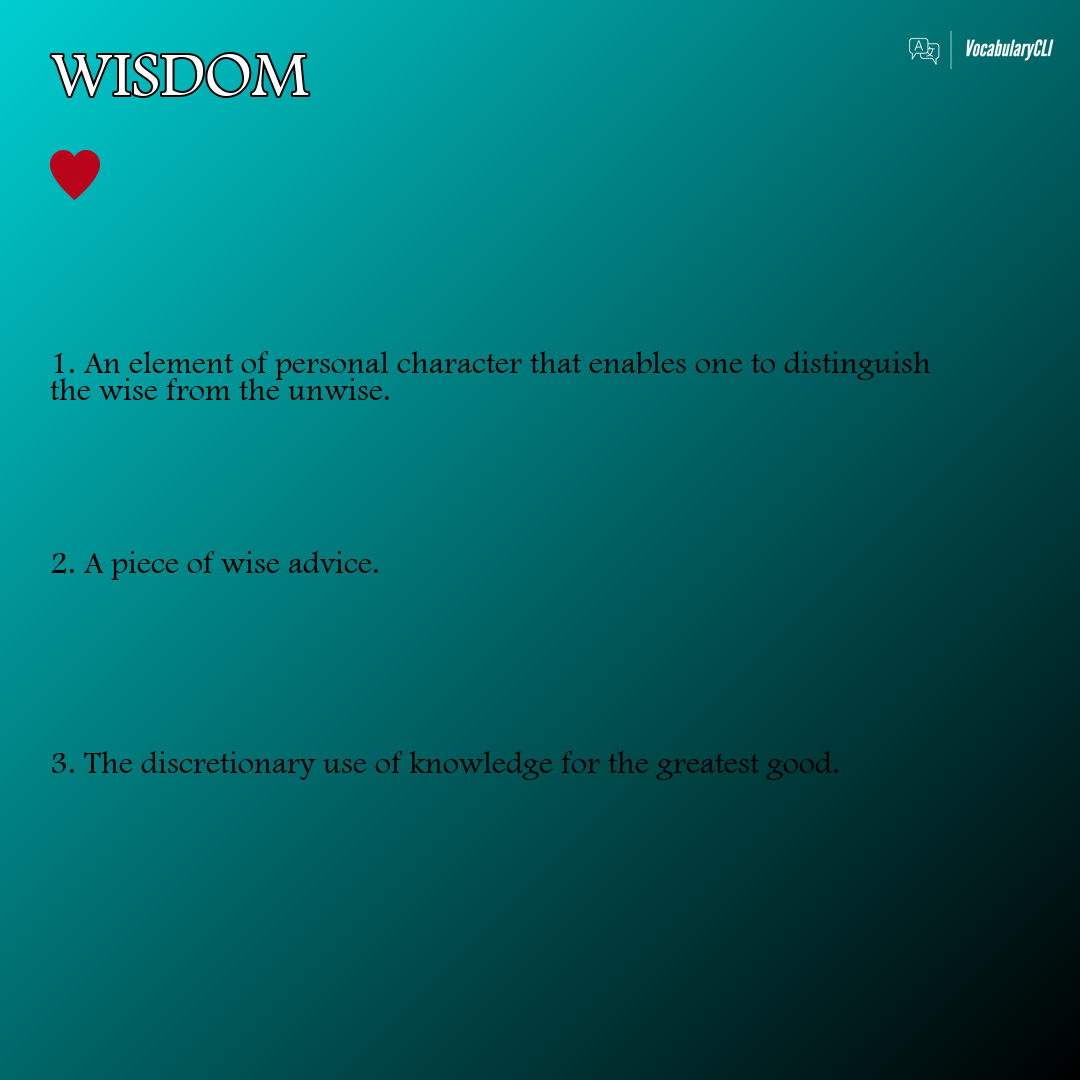 WISDOM
VocabularyCLI
1. An element of personal character that enables one to distinguish
the wise from the unwise.
2. A piece of wise advice.
3. The discretionary use of knowledge for the greatest good.